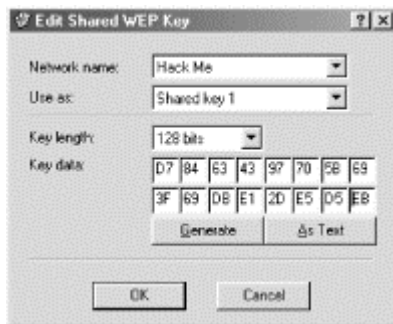 Edit Shared WEP Key
Network name: Hack Me
Use as: Shared key 1
Key length: 128 bits
Key data: D7 84 63 43 97 70 5B 69
3F 69 DB E1 2D E5 D5 EB
Generate As Text
OK Cancel